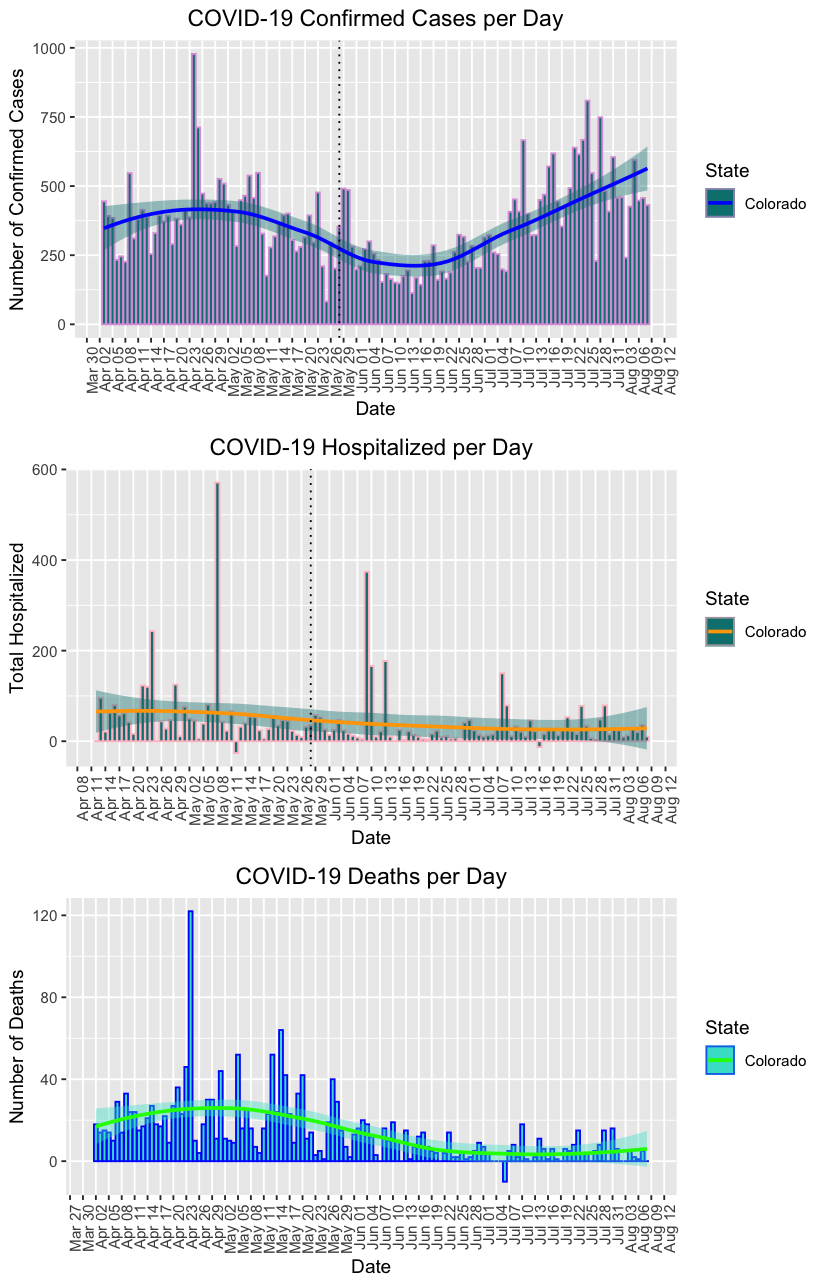 COVID-19 Confirmed Cases per Day
Number of Confirmed Cases
1000
750
500
250
0
Mar 30
Apr 02
Apr 05
Apr 08
Apr 11
Apr 14
Apr 17
Apr 20
Apr 23
Apr 26
Apr 29
May 02
May 05
May 08
May 11
May 14
May 17
May 20
May 23
May 26
May 29
Jun 01
Jun 04
Jun 07
Jun 10
Jun 13
Jun 16
Jun 19
Jun 22
Jun 25
Jun 28
Jul 01
Jul 04
Jul 07
Jul 10
Jul 13
Jul 16
Jul 19
Jul 22
Jul 25
Jul 28
Jul 31
Aug 03
Aug 06
Aug 09
Aug 12
Date
State
Colorado
COVID-19 Hospitalized per Day
Total Hospitalized
600
400
200
0
Apr 08
Apr 11
Apr 14
Apr 17
Apr 20
Apr 23
Apr 26
Apr 29
May 02
May 05
May 08
May 11
May 14
May 17
May 20
May 23
May 26
May 29
Jun 01
Jun 04
Jun 07
Jun 10
Jun 13
Jun 16
Jun 19
Jun 22
Jun 25
Jun 28
Jul 01
Jul 04
Jul 07
Jul 10
Jul 13
Jul 16
Jul 19
Jul 22
Jul 25
Jul 28
Jul 31
Aug 03
Aug 06
Aug 09
Aug 12
Date
State
Colorado
COVID-19 Deaths per Day
Number of Deaths
120
80
40
0
Mar 27
Mar 30
Apr 02
Apr 05
Apr 08
Apr 11
Apr 14
Apr 17
Apr 20
Apr 23
Apr 26
Apr 29
May 02
May 05
May 08
May 11
May 14
May 17
May 20
May 23
May 26
May 29
Jun 01
Jun 04
Jun 07
Jun 10
Jun 13
Jun 16
Jun 19
Jun 22
Jun 25
Jun 28
Jul 01
Jul 04
Jul 07
Jul 10
Jul 13
Jul 16
Jul 19
Jul 22
Jul 25
Jul 28
Jul 31
Aug 03
Aug 06
Aug 09
Aug 12
Date
State
Colorado